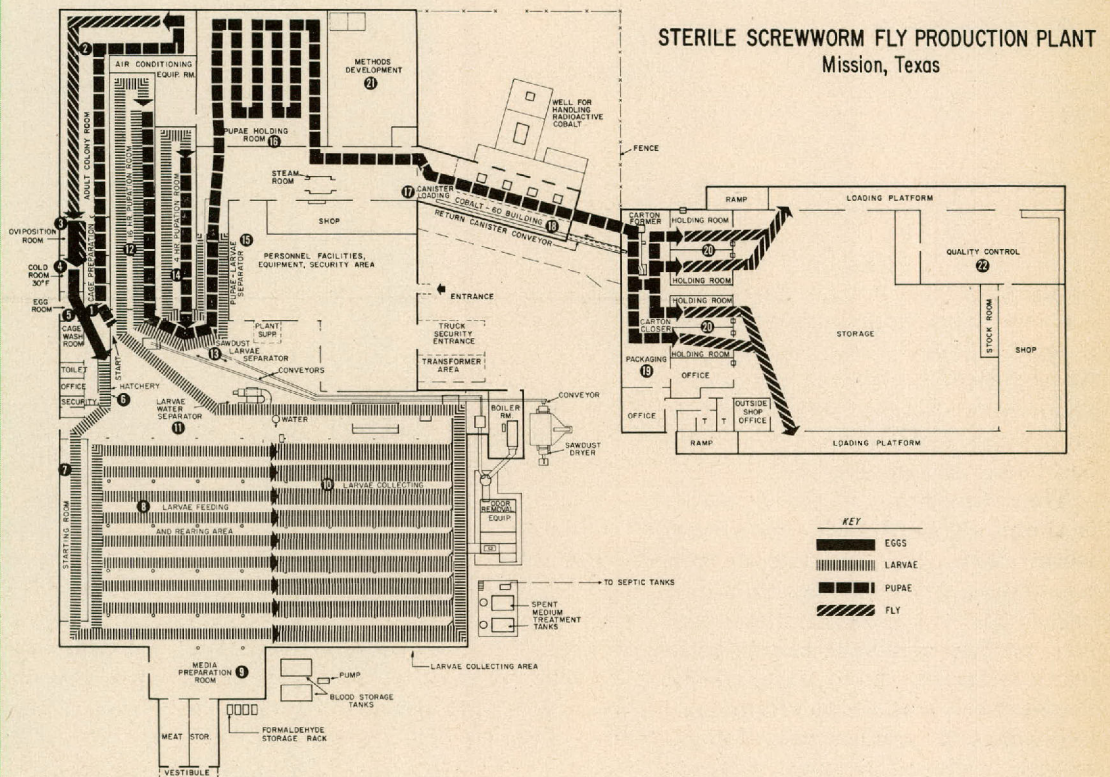 STERILE SCREWWORM FLY PRODUCTION PLANT
Mission, Texas
2
AIR CONDITIONING
EQUIP. RM.
METHODS
DEVELOPMENT
21
WELL FOR
HANDLING
RADIOACTIVE
COBALT
FENCE
ADULT COLONY ROOM
16 HR PUPATION ROOM
12
4 HR PUPATION ROOM
14
PUPAE HOLDING
ROOM 16
STEAM
ROOM
SHOP
17 CANISTER
LOADING
COBALT-60 BUILDING
18
RETURN CANISTER CONVEYOR
3
OVIPOSITION
ROOM
4
COLD
ROOM
30°F
EGG
ROOM
5
CAGE PREPARATION
1
CAGE
WASH
ROOM
START
15
PUPAE-LARVAE
SEPARATOR
PERSONNEL FACILITIES,
EQUIPMENT, SECURITY AREA
ENTRANCE
PLANT
SUPP.
TRUCK
SECURITY
ENTRANCE
TRANSFORMER
AREA
SAWDUST
13 LARVAE
SEPARATOR
CONVEYORS
TOILET
OFFICE
SECURITY
HATCHERY
6
LARVAE
WATER
SEPARATOR
11
WATER
BOILER
RM.
CONVEYOR
SAWDUST
DRYER
7
STARTING ROOM
8 LARVAE FEEDING
AND REARING AREA
10 LARVAE COLLECTING
ODOR
REMOVAL
EQUIP
TO SEPTIC TANKS
SPENT
MEDIUM
TREATMENT
TANKS
LARVAE COLLECTING AREA
MEDIA
PREPARATION 9
ROOM
PUMP
BLOOD STORAGE
TANKS
FORMALDEHYDE
STORAGE RACK
MEAT STOR.
VESTIBULE
RAMP
LOADING PLATFORM
CARTON
FORMER
HOLDING ROOM
20
HOLDING ROOM
HOLDING ROOM
CARTON
CLOSER
20
HOLDING ROOM
PACKAGING
19
OFFICE
OFFICE
T T
OUTSIDE
SHOP
OFFICE
RAMP
LOADING PLATFORM
STORAGE
QUALITY CONTROL
22
STOCK ROOM
SHOP
KEY
EGGS
LARVAE
PUPAE
FLY